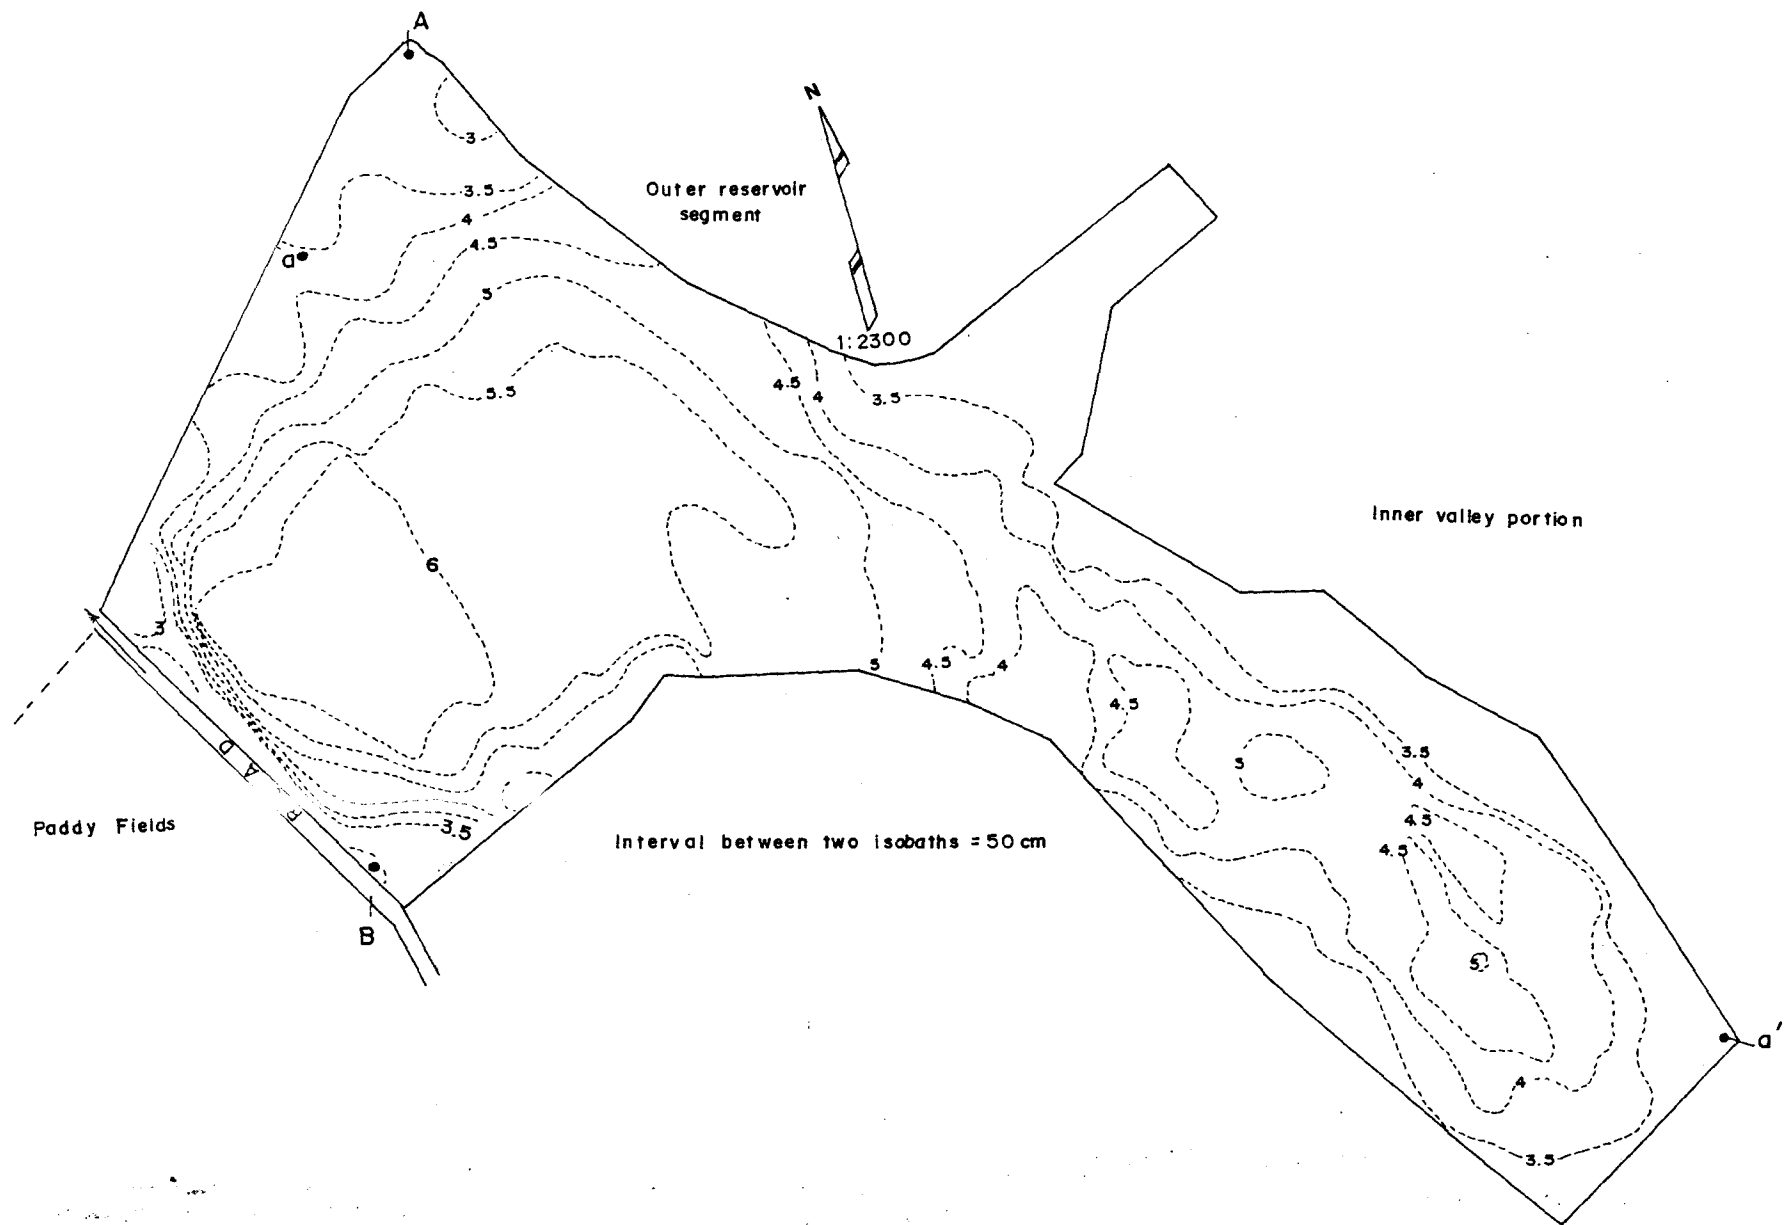 A
N
3
3.5
Outer reservoir
segment
4
4.5
a
5
1:2300
4.5
4
3.5
5.5
Inner valley portion
6
3
5
4.5
4
4.5
D
A
B
3.5
5
4
4.5
Paddy Fields
3.5
Interval between two isobaths = 50 cm
4.5
B
5
a'
4
3.5